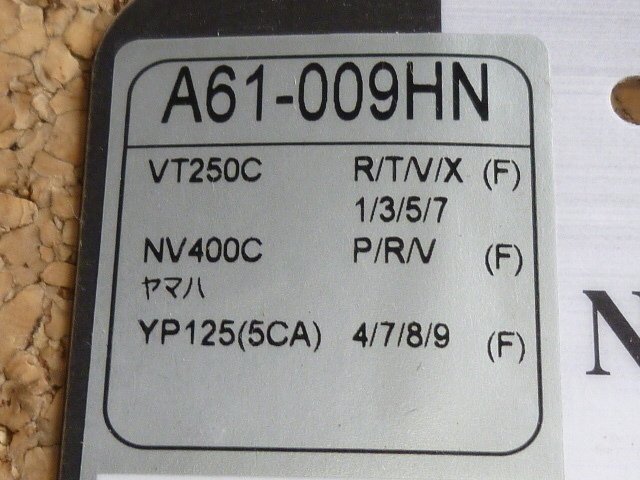 A61-009HN
VT250C R/T/V/X (F)
1/3/5/7
NV400C P/R/V (F)
ヤマハ
YP125(5CA) 4/7/8/9 (F)
N